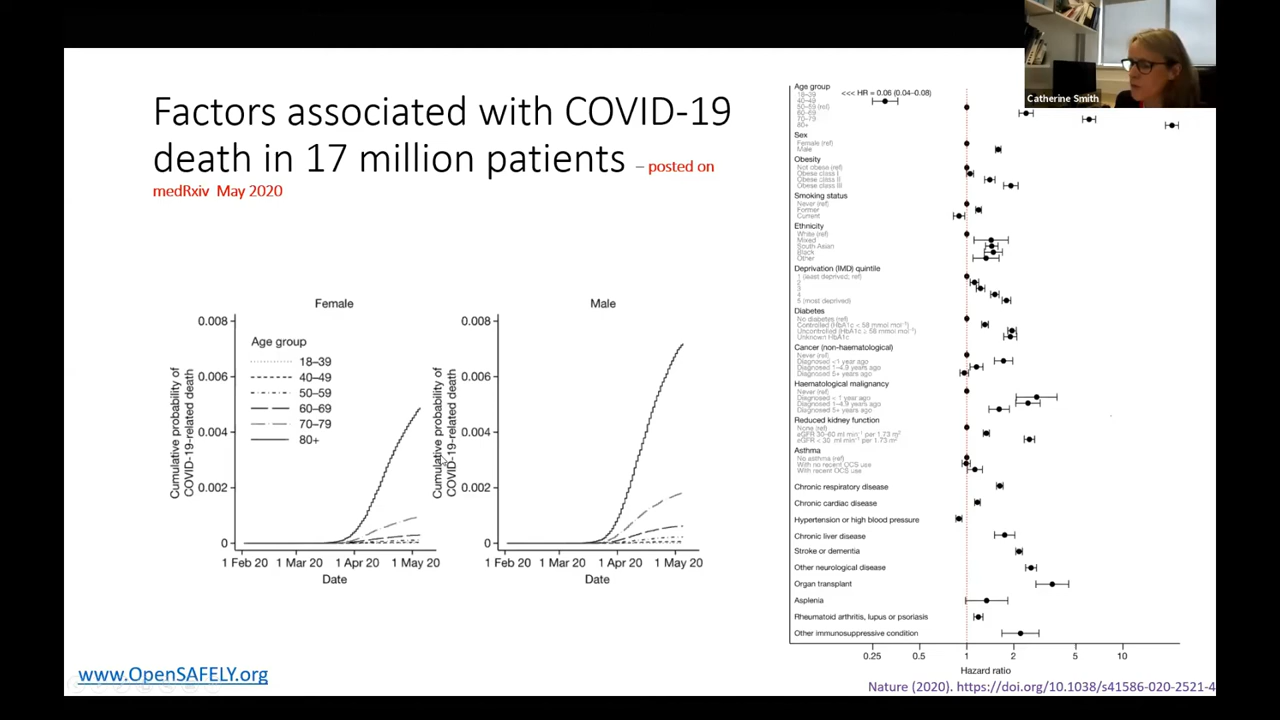 Factors associated with COVID-19
death in 17 million patients – posted on
medRxiv May 2020
Female
0.008
0.006
0.004
0.002
0
Cumulative probability of
COVID-19-related death
Age group
18–39
40–49
50–59
60–69
70–79
80+
1 Feb 20 1 Mar 20 1 Apr 20 1 May 20
Date
Male
0.008
0.006
0.004
0.002
0
Cumulative probability of
COVID-19-related death
1 Feb 20 1 Mar 20 1 Apr 20 1 May 20
Date
www.OpenSAFELY.org
Catherine Smith
Age group
18–39 <<< HR = 0.06 (0.04–0.08)
40–49
50–59 (ref)
60–69
70–79
80+
Sex
Female (ref)
Male
Obesity
Not obese (ref)
Obese class I
Obese class II
Obese class III
Smoking status
Never (ref)
Former
Current
Ethnicity
White (ref)
Mixed
South Asian
Black
Other
Deprivation (IMD) quintile
1 (least deprived, ref)
2
3
4
5 (most deprived)
Diabetes
No diabetes (ref)
Controlled (HbA1c < 58 mmol mol⁻¹)
Uncontrolled (HbA1c ≥ 58 mmol mol⁻¹)
Unknown HbA1c
Cancer (non-haematological)
Never (ref)
Diagnosed <1 year ago
Diagnosed 1–4.9 years ago
Diagnosed 5+ years ago
Haematological malignancy
Never (ref)
Diagnosed < 1 year ago
Diagnosed 1–4.9 years ago
Diagnosed 5+ years ago
Reduced kidney function
None (ref)
eGFR 30–60 ml min⁻¹ per 1.73 m²
eGFR < 30 ml min⁻¹ per 1.73 m²
Asthma
No asthma (ref)
With no recent OCS use
With recent OCS use
Chronic respiratory disease
Chronic cardiac disease
Hypertension or high blood pressure
Chronic liver disease
Stroke or dementia
Other neurological disease
Organ transplant
Asplenia
Rheumatoid arthritis, lupus or psoriasis
Other immunosuppressive condition
0.25 0.5 1 2 5 10
Hazard ratio
Nature (2020). https://doi.org/10.1038/s41586-020-2521-4